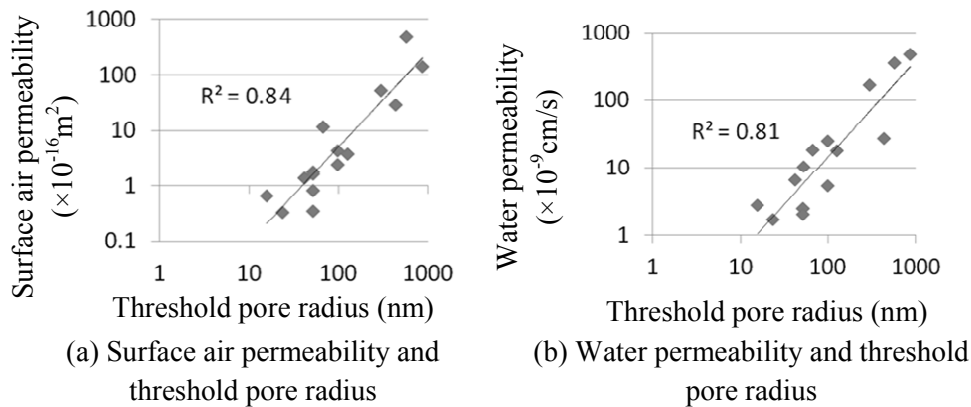 1000
100
10
1
0.1
R² = 0.84
1 10 100 1000
Surface air permeability
(×10⁻¹⁶m²)
Threshold pore radius (nm)
(a) Surface air permeability and
threshold pore radius
1000
100
10
1
R² = 0.81
1 10 100 1000
Water permeability
(×10⁻⁹cm/s)
Threshold pore radius (nm)
(b) Water permeability and threshold
pore radius